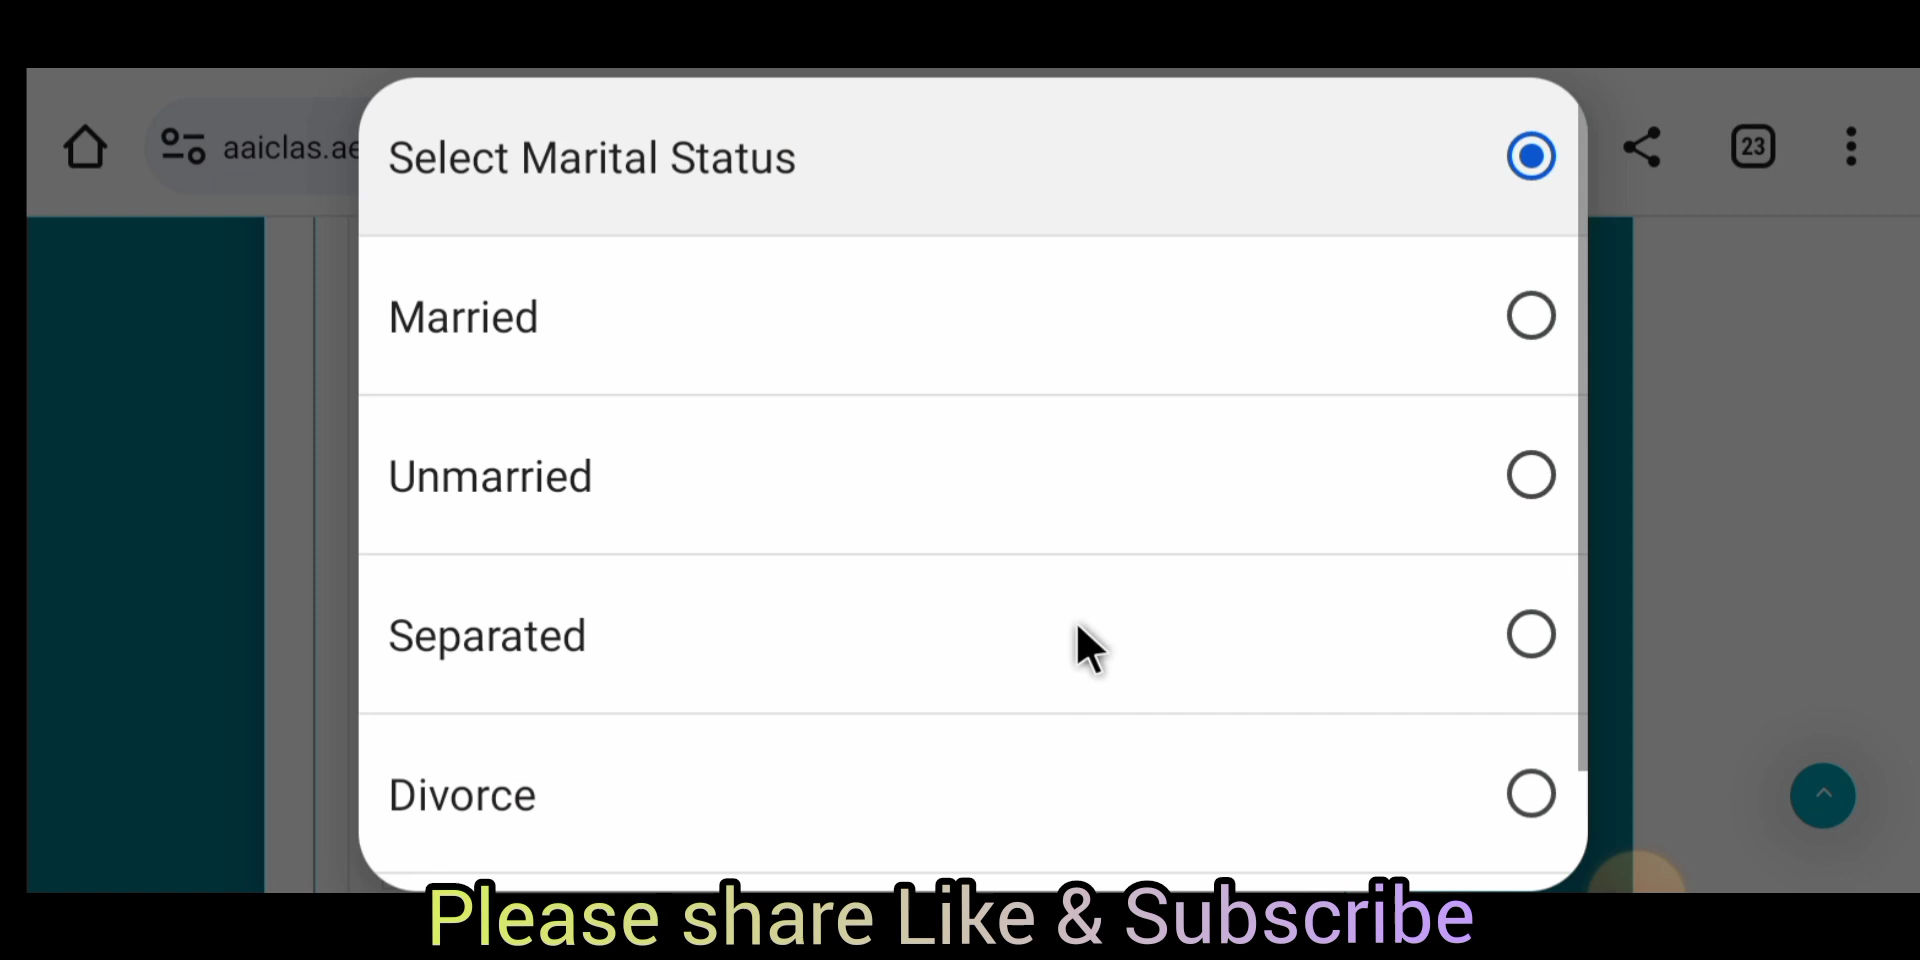 aaiclas.ae
23
Select Marital Status
Married
Unmarried
Separated
Divorce
Please share Like & Subscribe